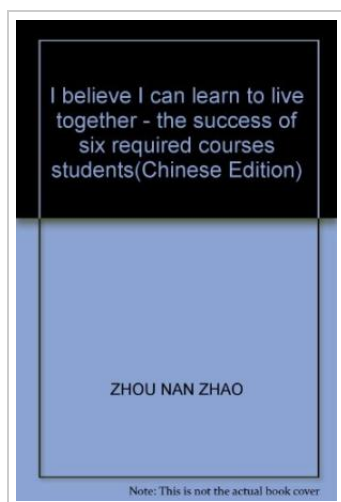 I believe I can learn to live
together - the success of
six required courses
students(Chinese Edition)
ZHOU NAN ZHAO
Note: This is not the actual book cover